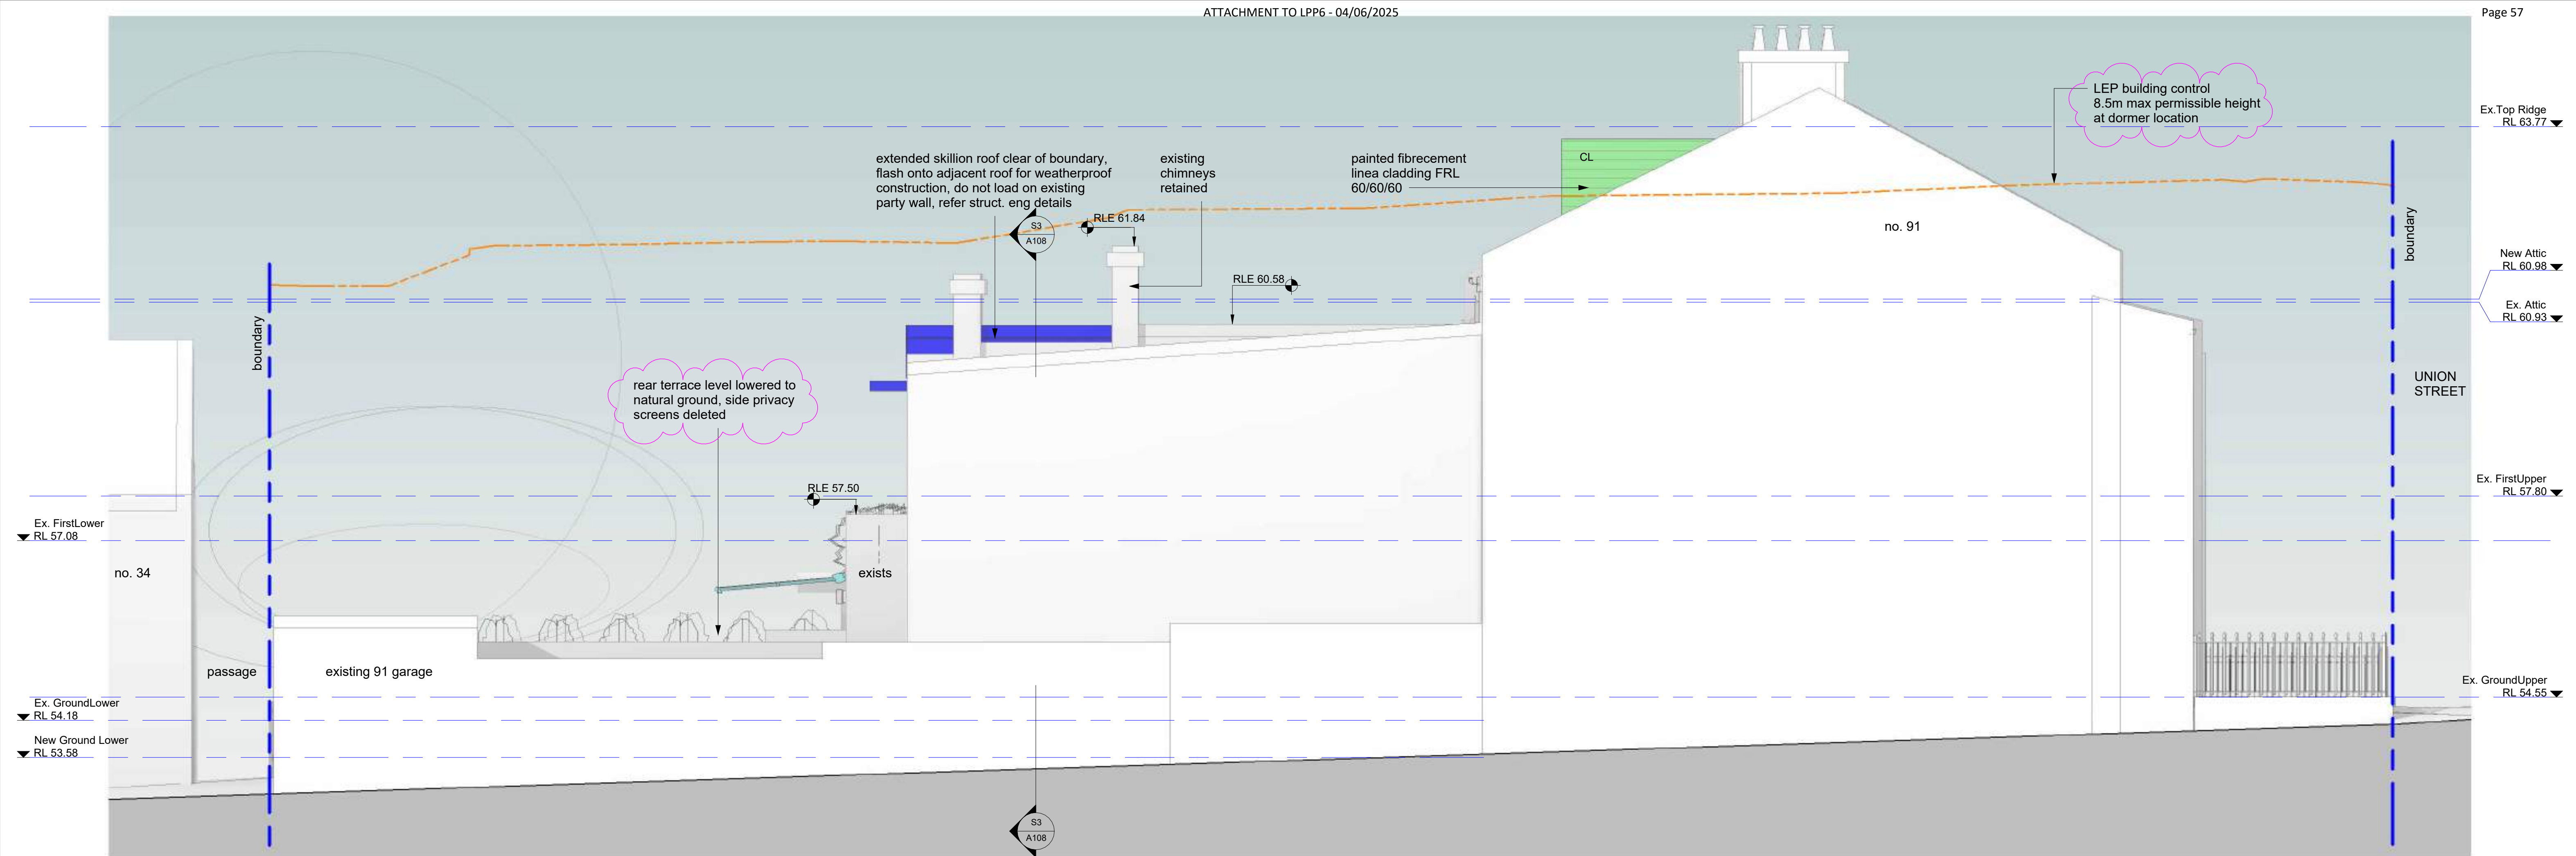 ATTACHMENT TO LPP6 - 04/06/2025
Page 57
LEP building control
8.5m max permissible height
at dormer location
Ex.Top Ridge
RL 63.77
extended skillion roof clear of boundary,
flash onto adjacent roof for weatherproof
construction, do not load on existing
party wall, refer struct. eng details
existing
chimneys
retained
painted fibrecement
linea cladding FRL
60/60/60
CL
S3
A108
RLE 61.84
no. 91
boundary
New Attic
RL 60.98
RLE 60.58
Ex. Attic
RL 60.93
boundary
rear terrace level lowered to
natural ground, side privacy
screens deleted
UNION
STREET
RLE 57.50
Ex. FirstUpper
RL 57.80
Ex. FirstLower
RL 57.08
no. 34
exists
passage
existing 91 garage
Ex. GroundUpper
RL 54.55
Ex. GroundLower
RL 54.18
New Ground Lower
RL 53.58
S3
A108